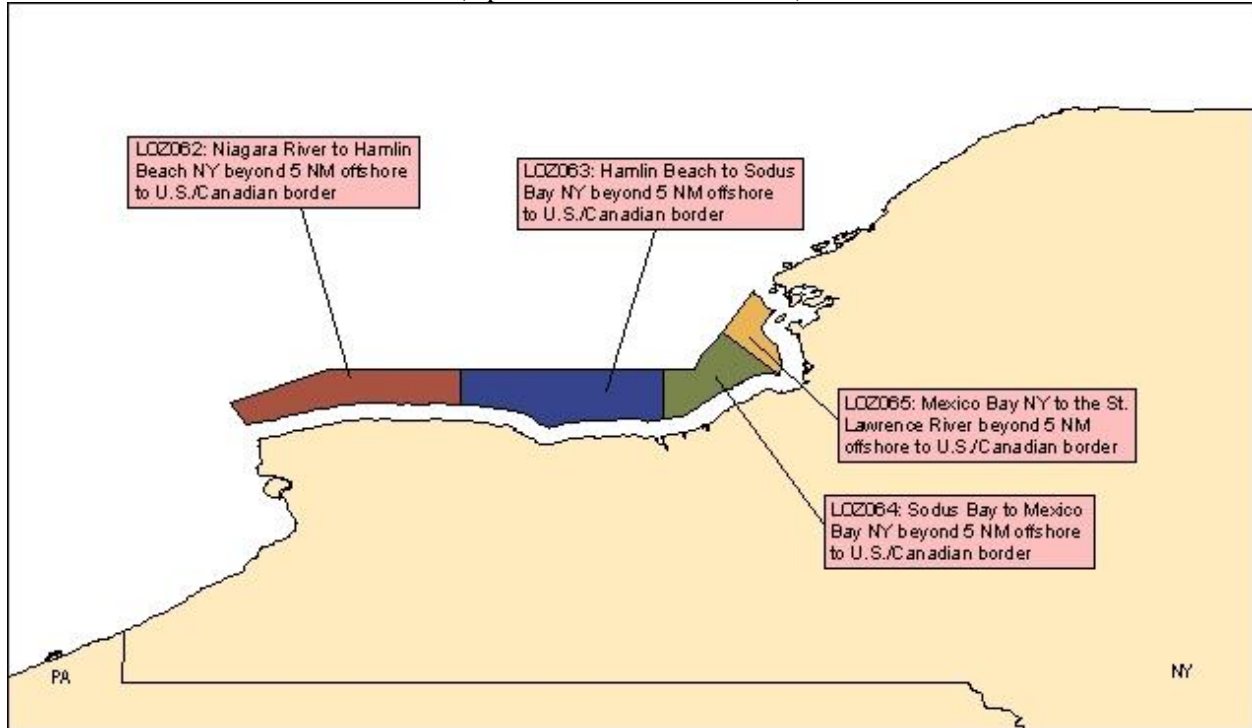 LOZ062: Niagara River to Hamlin
Beach NY beyond 5 NM offshore
to U.S./Canadian border
LOZ063: Hamlin Beach to Sodus
Bay NY beyond 5 NM offshore
to U.S./Canadian border
LOZ065: Mexico Bay NY to the St.
Lawrence River beyond 5 NM
offshore to U.S./Canadian border
LOZ064: Sodus Bay to Mexico
Bay NY beyond 5 NM offshore
to U.S./Canadian border
PA
NY